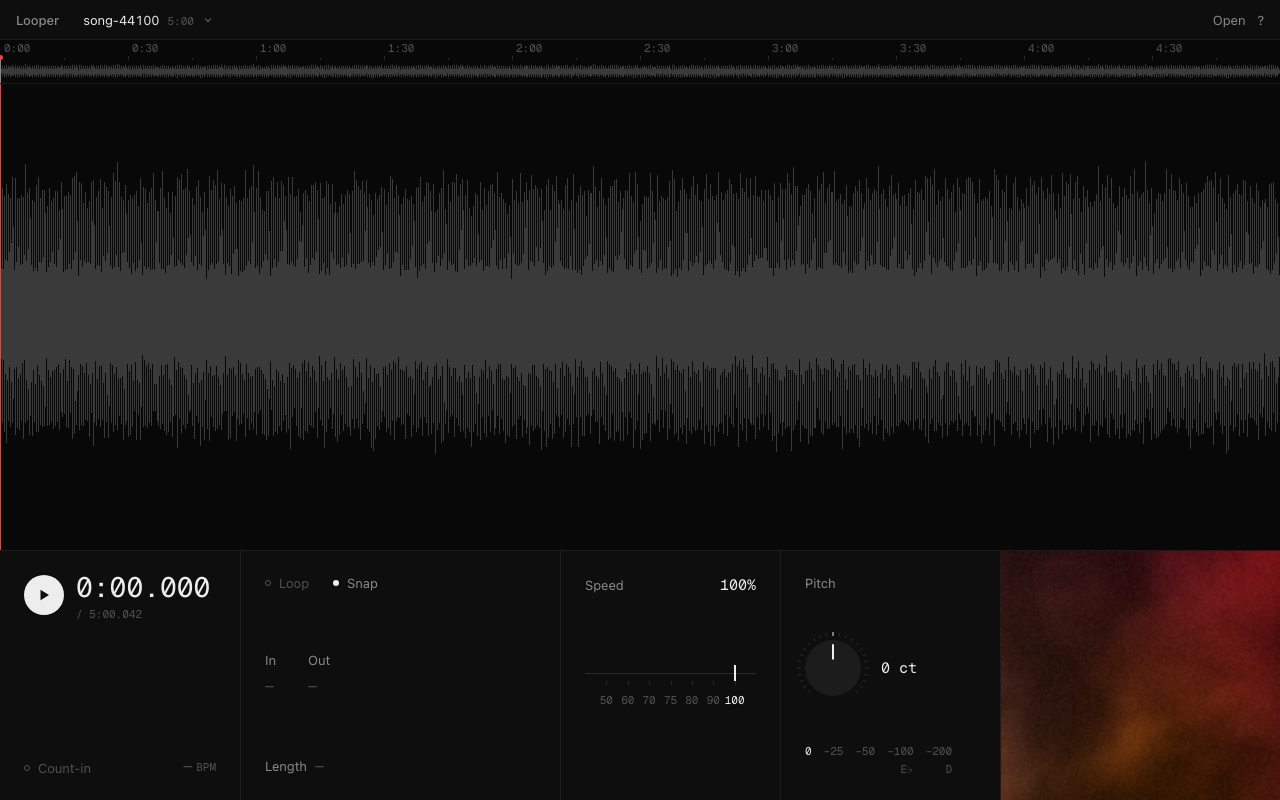 Looper song-44100 5:00 Open ?
0:00 0:30 1:00 1:30 2:00 2:30 3:00 3:30 4:00 4:30
0:00.000
/ 5:00.042
Count-in — BPM
Loop Snap
In Out
— —
Length —
Speed 100%
50 60 70 75 80 90 100
Pitch
0 ct
0 −25 −50 −100 −200
E♭ D